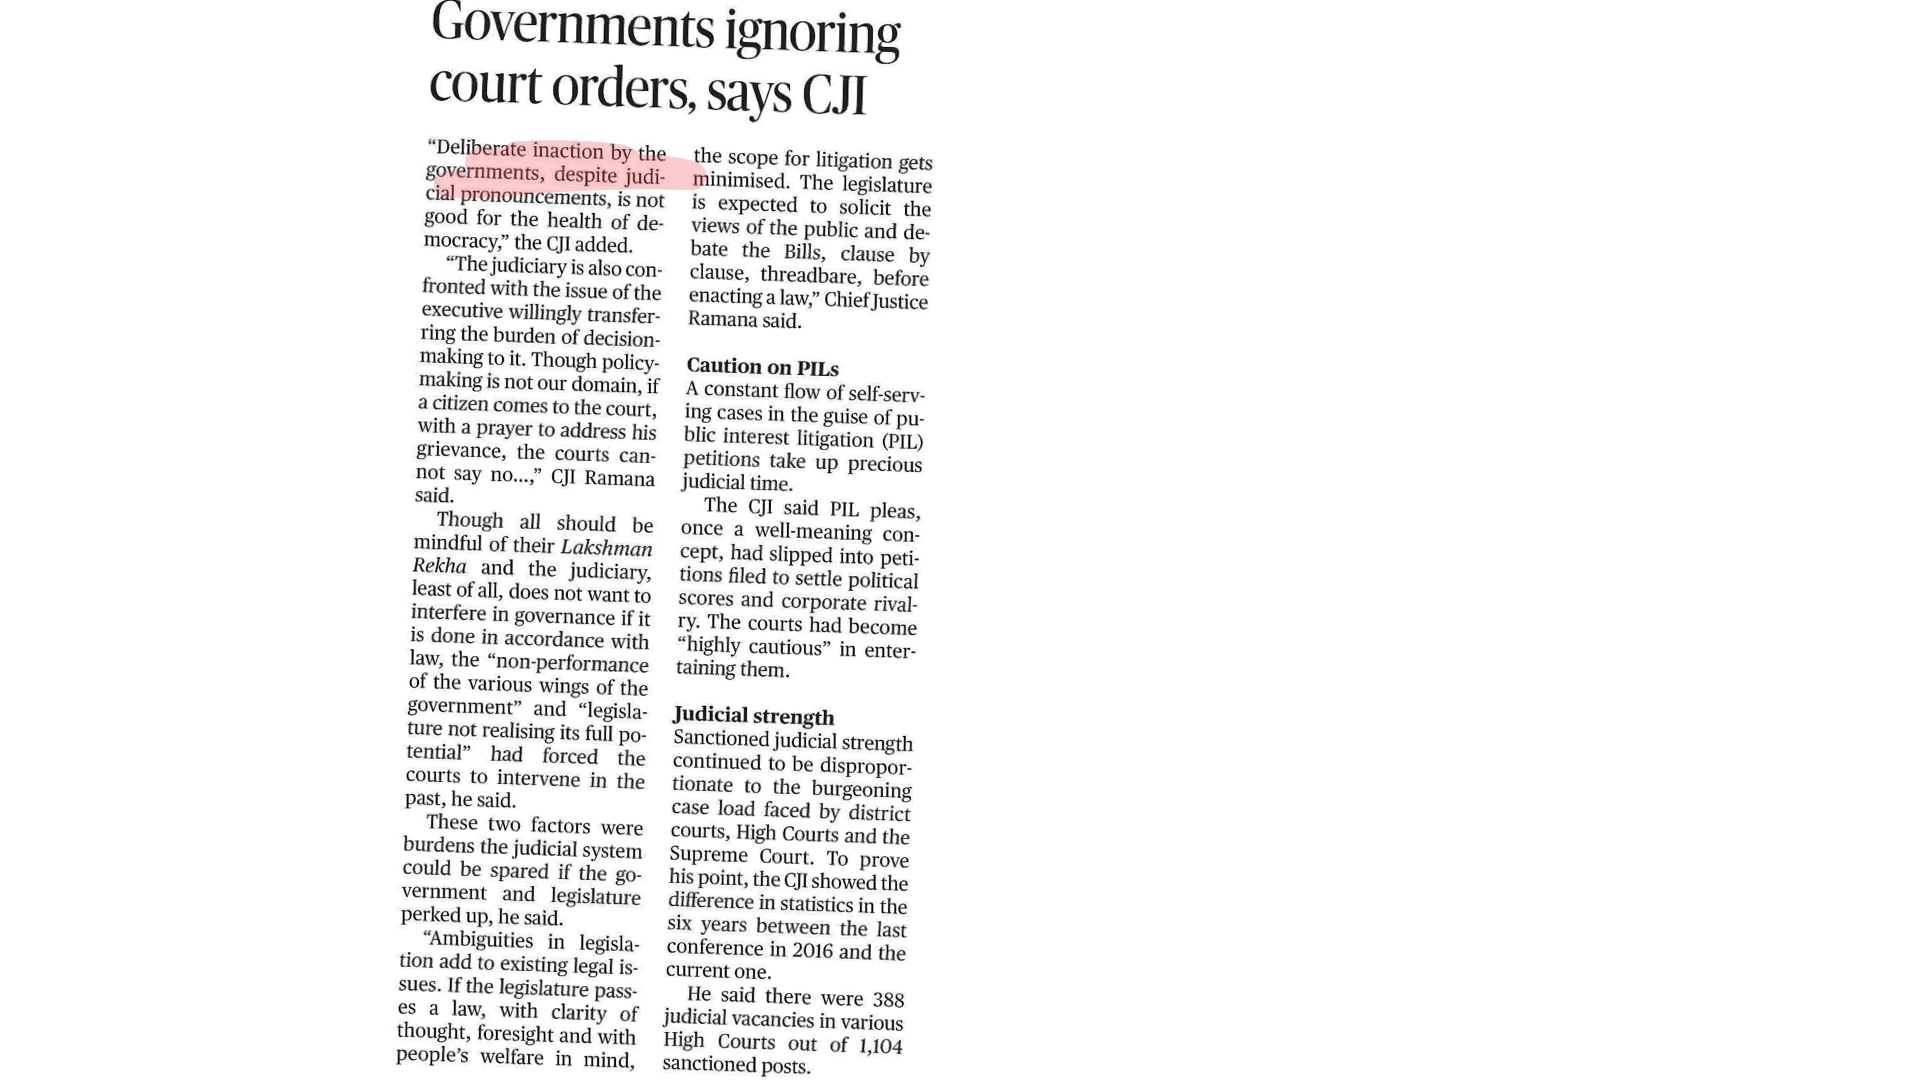 Governments ignoring
court orders, says CJI
“Deliberate inaction by the
governments, despite judi-
cial pronouncements, is not
good for the health of de-
mocracy,” the CJI added.
“The judiciary is also con-
fronted with the issue of the
executive willingly transfer-
ring the burden of decision-
making to it. Though policy-
making is not our domain, if
a citizen comes to the court,
with a prayer to address his
grievance, the courts can-
not say no...,” CJI Ramana
said.
Though all should be
mindful of their Lakshman
Rekha and the judiciary,
least of all, does not want to
interfere in governance if it
is done in accordance with
law, the “non-performance
of the various wings of the
government” and “legisla-
ture not realising its full po-
tential” had forced the
courts to intervene in the
past, he said.
These two factors were
burdens the judicial system
could be spared if the go-
vernment and legislature
perked up, he said.
“Ambiguities in legisla-
tion add to existing legal is-
sues. If the legislature pass-
es a law, with clarity of
thought, foresight and with
people’s welfare in mind,
the scope for litigation gets
minimised. The legislature
is expected to solicit the
views of the public and de-
bate the Bills, clause by
clause, threadbare, before
enacting a law,” Chief Justice
Ramana said.
Caution on PILs
A constant flow of self-serv-
ing cases in the guise of pu-
blic interest litigation (PIL)
petitions take up precious
judicial time.
The CJI said PIL pleas,
once a well-meaning con-
cept, had slipped into peti-
tions filed to settle political
scores and corporate rival-
ry. The courts had become
“highly cautious” in enter-
taining them.
Judicial strength
Sanctioned judicial strength
continued to be dispropor-
tionate to the burgeoning
case load faced by district
courts, High Courts and the
Supreme Court. To prove
his point, the CJI showed the
difference in statistics in the
six years between the last
conference in 2016 and the
current one.
He said there were 388
judicial vacancies in various
High Courts out of 1,104
sanctioned posts.